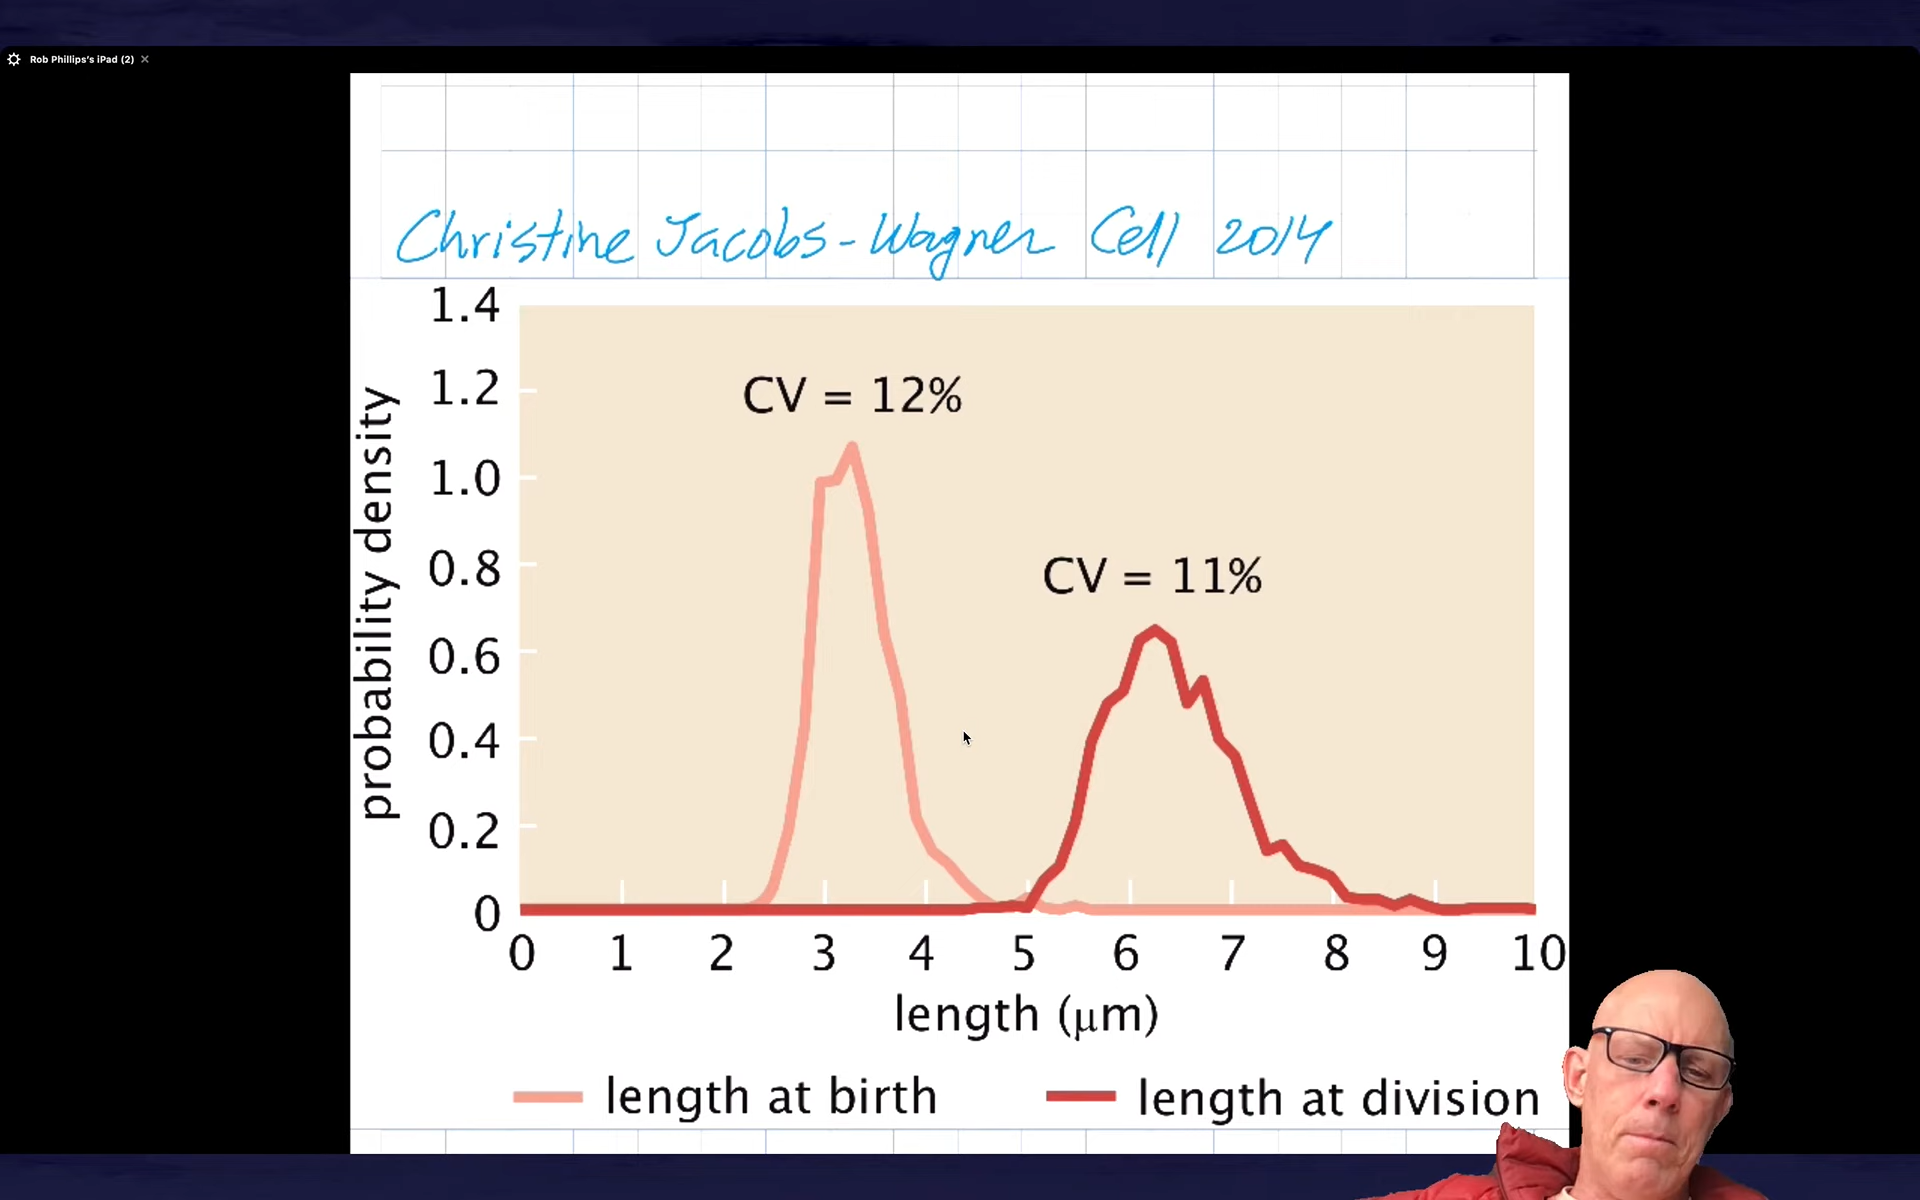 Rob Phillips's iPad (2)
Christine Jacobs-Wagner Cell 2014
1.4
1.2
1.0
0.8
0.6
0.4
0.2
0
probability density
CV = 12%
CV = 11%
0 1 2 3 4 5 6 7 8 9 10
length (μm)
length at birth
length at division